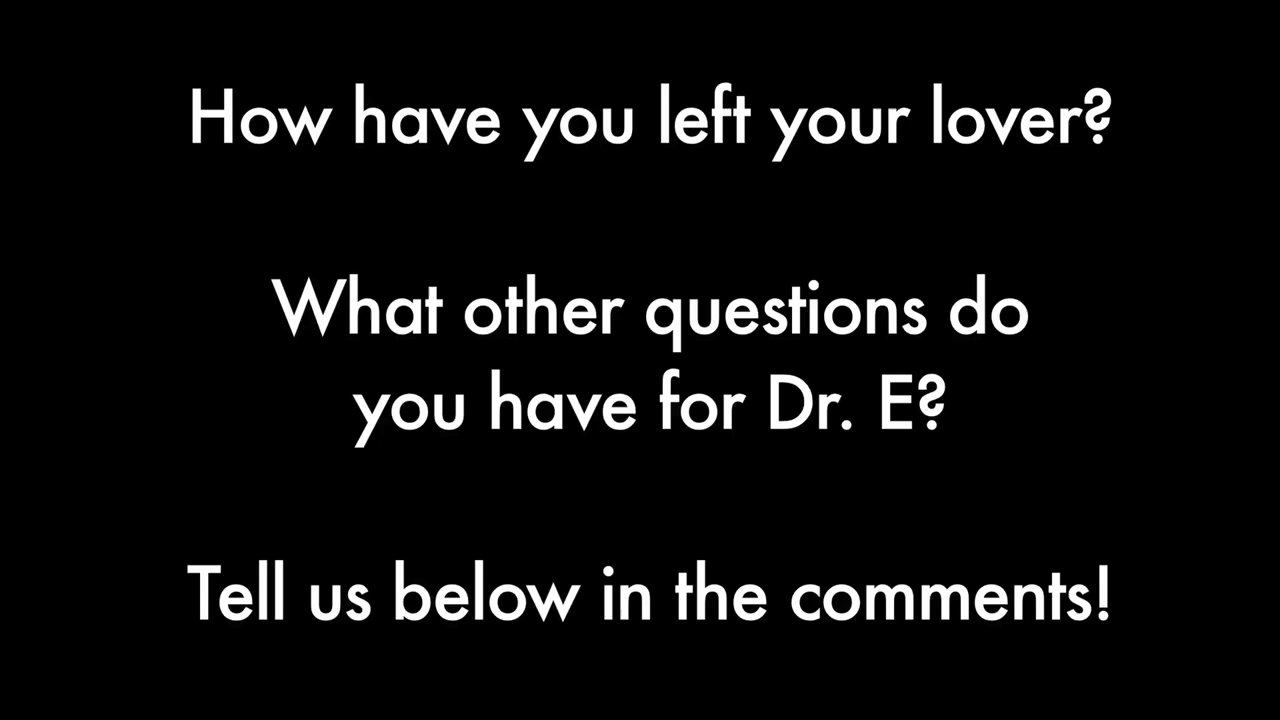 How have you left your lover?
What other questions do
you have for Dr. E?
Tell us below in the comments!